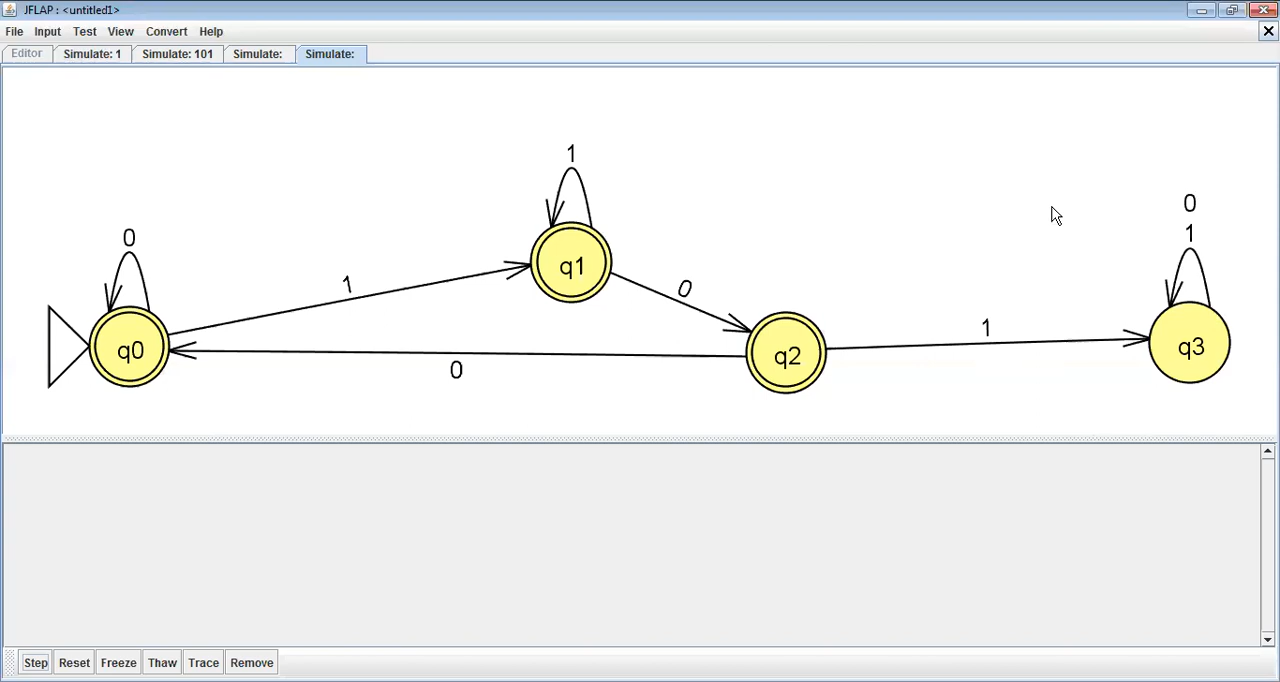 JFLAP : <untitled1>
File Input Test View Convert Help
Editor Simulate: 1 Simulate: 101 Simulate: Simulate:
1
0
1
0
1
q1
0
0
1
q0
q2
q3
0
Step Reset Freeze Thaw Trace Remove